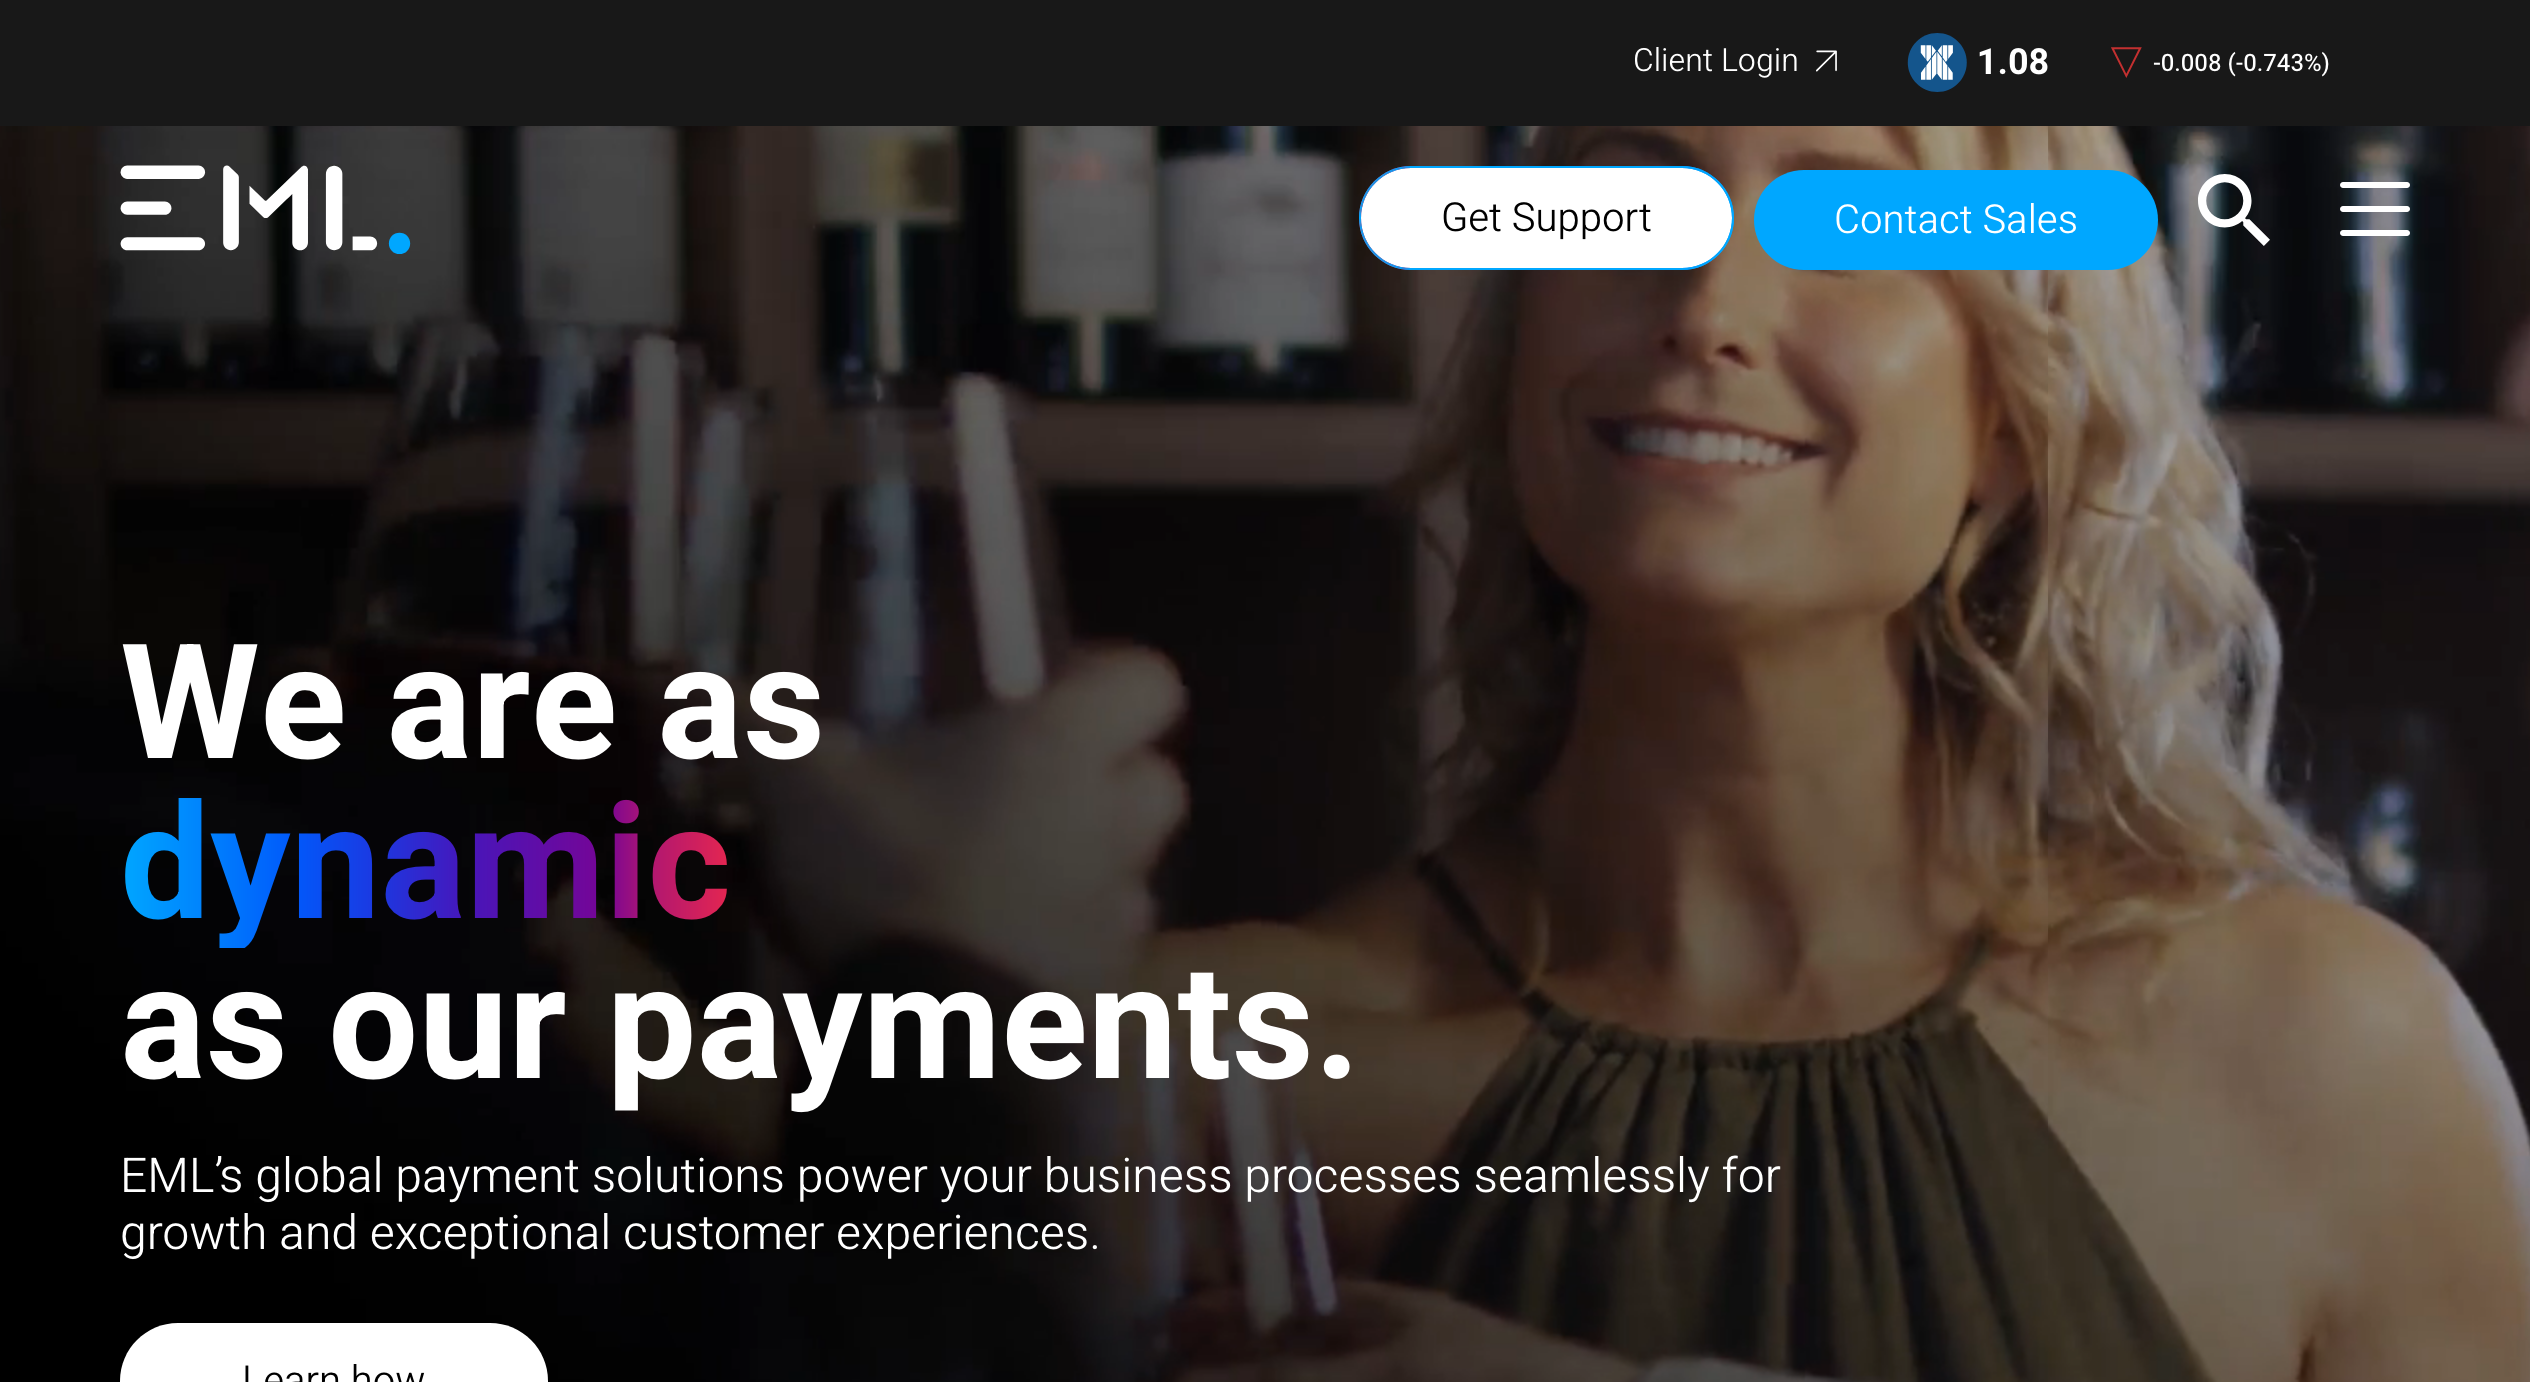 Client Login
1.08
-0.008 (-0.743%)
EML.
Get Support
Contact Sales
We are as
dynamic
as our payments.
EML’s global payment solutions power your business processes seamlessly for
growth and exceptional customer experiences.
Learn how